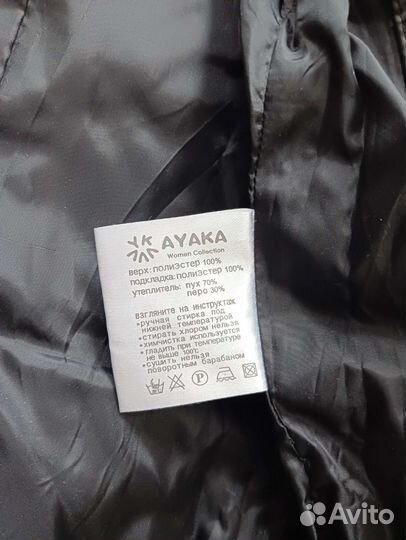 AYAKA
Women Collection
верх: полиэстер 100%
подкладка: полиэстер 100%
утеплитель: пух 70%
перо 30%
взгляните на инструктаж
•ручная стирка под
нижней температурой
•стирать хлором нельзя
•химчистка используется
•гладить при температуре
не выше 100℃
•сушить нельзя
поворотным барабаном
P
Avito